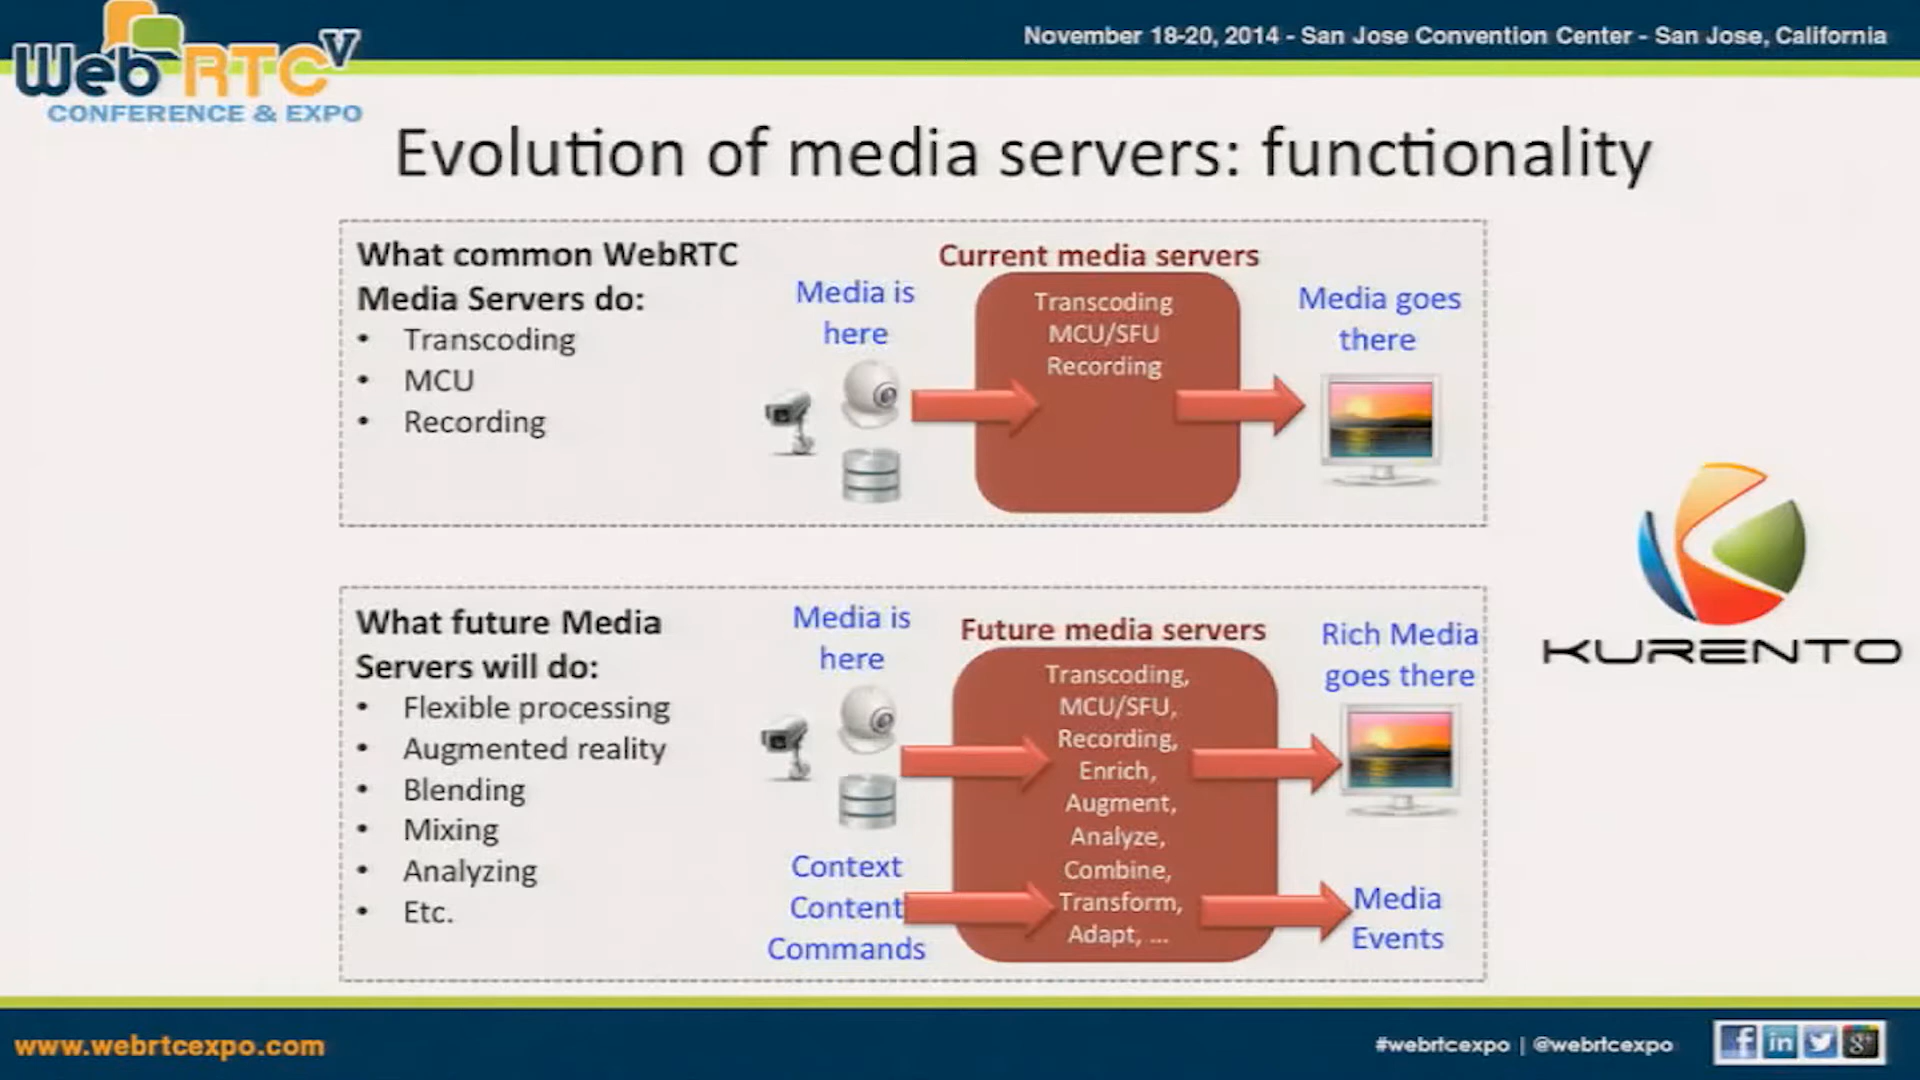 WebRTC V
CONFERENCE & EXPO
November 18-20, 2014 - San Jose Convention Center - San Jose, California
Evolution of media servers: functionality
What common WebRTC
Media Servers do:
• Transcoding
• MCU
• Recording
Media is
here
Current media servers
Transcoding
MCU/SFU
Recording
Media goes
there
KURENTO
What future Media
Servers will do:
• Flexible processing
• Augmented reality
• Blending
• Mixing
• Analyzing
• Etc.
Media is
here
Context
Content
Commands
Future media servers
Transcoding,
MCU/SFU,
Recording,
Enrich,
Augment,
Analyze,
Combine,
Transform,
Adapt, ...
Rich Media
goes there
Media
Events
www.webrtcexpo.com
#webrtcexpo | @webrtcexpo
f in g+